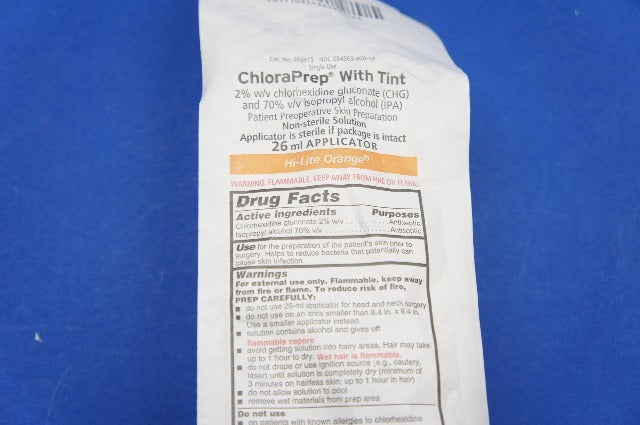 Single Use
ChloraPrep® With Tint
2% w/v chlorhexidine gluconate (CHG)
and 70% v/v isopropyl alcohol (IPA)
Patient Preoperative Skin Preparation
Non-sterile Solution
Applicator is sterile if package is intact
26 ml APPLICATOR
Hi-Lite Orange®
WARNING. FLAMMABLE. KEEP AWAY FROM FIRE OR FLAME.
Drug Facts
Active ingredients Purposes
Chlorhexidine gluconate 2% w/v Antiseptic
Isopropyl alcohol 70% v/v Antiseptic
Use for the preparation of the patient's skin prior to
surgery. Helps to reduce bacteria that potentially can
cause skin infection.
Warnings
For external use only. Flammable, keep away
from fire or flame. To reduce risk of fire,
PREP CAREFULLY:
■ do not use 26-ml applicator for head and neck surgery
■ do not use on an area smaller than 8.4 in. x 8.4 in.
Use a smaller applicator instead.
■ solution contains alcohol and gives off
flammable vapors
■ avoid getting solution into hairy areas. Hair may take
up to 1 hour to dry. Wet hair is flammable.
■ do not drape or use ignition source (e.g., cautery,
laser) until solution is completely dry (minimum of
3 minutes on hairless skin; up to 1 hour in hair)
■ do not allow solution to pool
■ remove wet materials from prep area
Do not use
■ on patients with known allergies to chlorhexidine